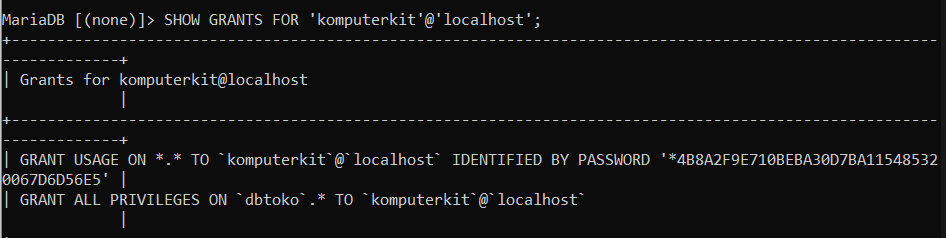 MariaDB [(none)]> SHOW GRANTS FOR 'komputerkit'@'localhost';
+---------------------------------------------------------------------------------------------------------
-------------+
| Grants for komputerkit@localhost
             |
+---------------------------------------------------------------------------------------------------------
-------------+
| GRANT USAGE ON *.* TO `komputerkit`@`localhost` IDENTIFIED BY PASSWORD '*4B8A2F9E710BEBA30D7BA11548532
0067D6D56E5' |
| GRANT ALL PRIVILEGES ON `dbtoko`.* TO `komputerkit`@`localhost`
             |